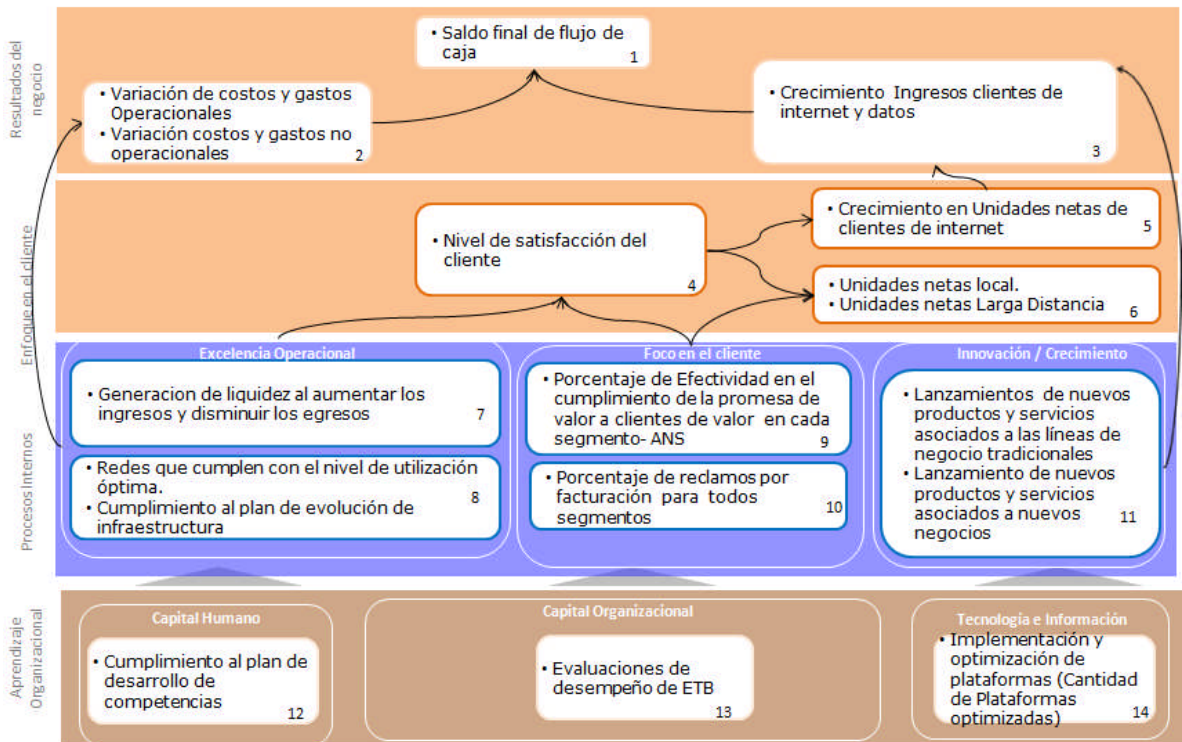 Resultados del
negocio
• Saldo final de flujo de
caja
1
• Variación de costos y gastos
Operacionales
• Variación costos y gastos no
operacionales
2
• Crecimiento Ingresos clientes de
internet y datos
3
Enfoque en el cliente
• Nivel de satisfacción del
cliente
4
• Crecimiento en Unidades netas de
clientes de internet
5
• Unidades netas local.
• Unidades netas Larga Distancia
6
Procesos Internos
Excelencia Operacional
• Generacion de liquidez al aumentar los
ingresos y disminuir los egresos
7
• Redes que cumplen con el nivel de utilización
óptima.
• Cumplimiento al plan de evolución de
infraestructura
8
Foco en el cliente
• Porcentaje de Efectividad en el
cumplimiento de la promesa de
valor a clientes de valor en cada
segmento- ANS
9
• Porcentaje de reclamos por
facturación para todos
segmentos
10
Innovación / Crecimiento
• Lanzamientos de nuevos
productos y servicios
asociados a las líneas de
negocio tradicionales
• Lanzamiento de nuevos
productos y servicios
asociados a nuevos
negocios
11
Aprendizaje
Organizacional
Capital Humano
• Cumplimiento al plan de
desarrollo de
competencias
12
Capital Organizacional
• Evaluaciones de
desempeño de ETB
13
Tecnología e Información
• Implementación y
optimización de
plataformas (Cantidad
de Plataformas
optimizadas)
14